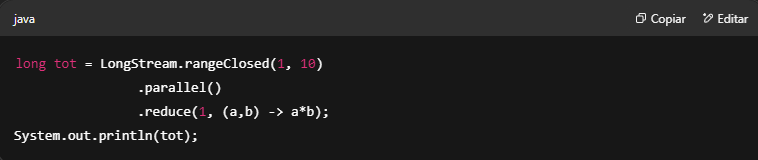 java Copiar Editar
long tot = LongStream.rangeClosed(1, 10)
.parallel()
.reduce(1, (a,b) -> a*b);
System.out.println(tot);